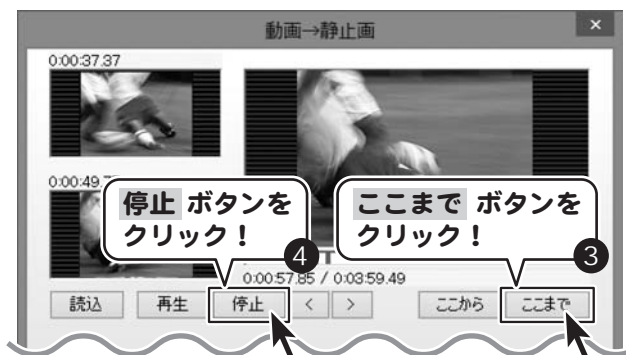 動画→静止画
×
0:00:37.37
0:00:49.7
停止 ボタンを
クリック！
4
ここまで ボタンを
クリック！
3
0:00:57.85 / 0:03:59.49
読込
再生
停止
<
>
ここから
ここまで